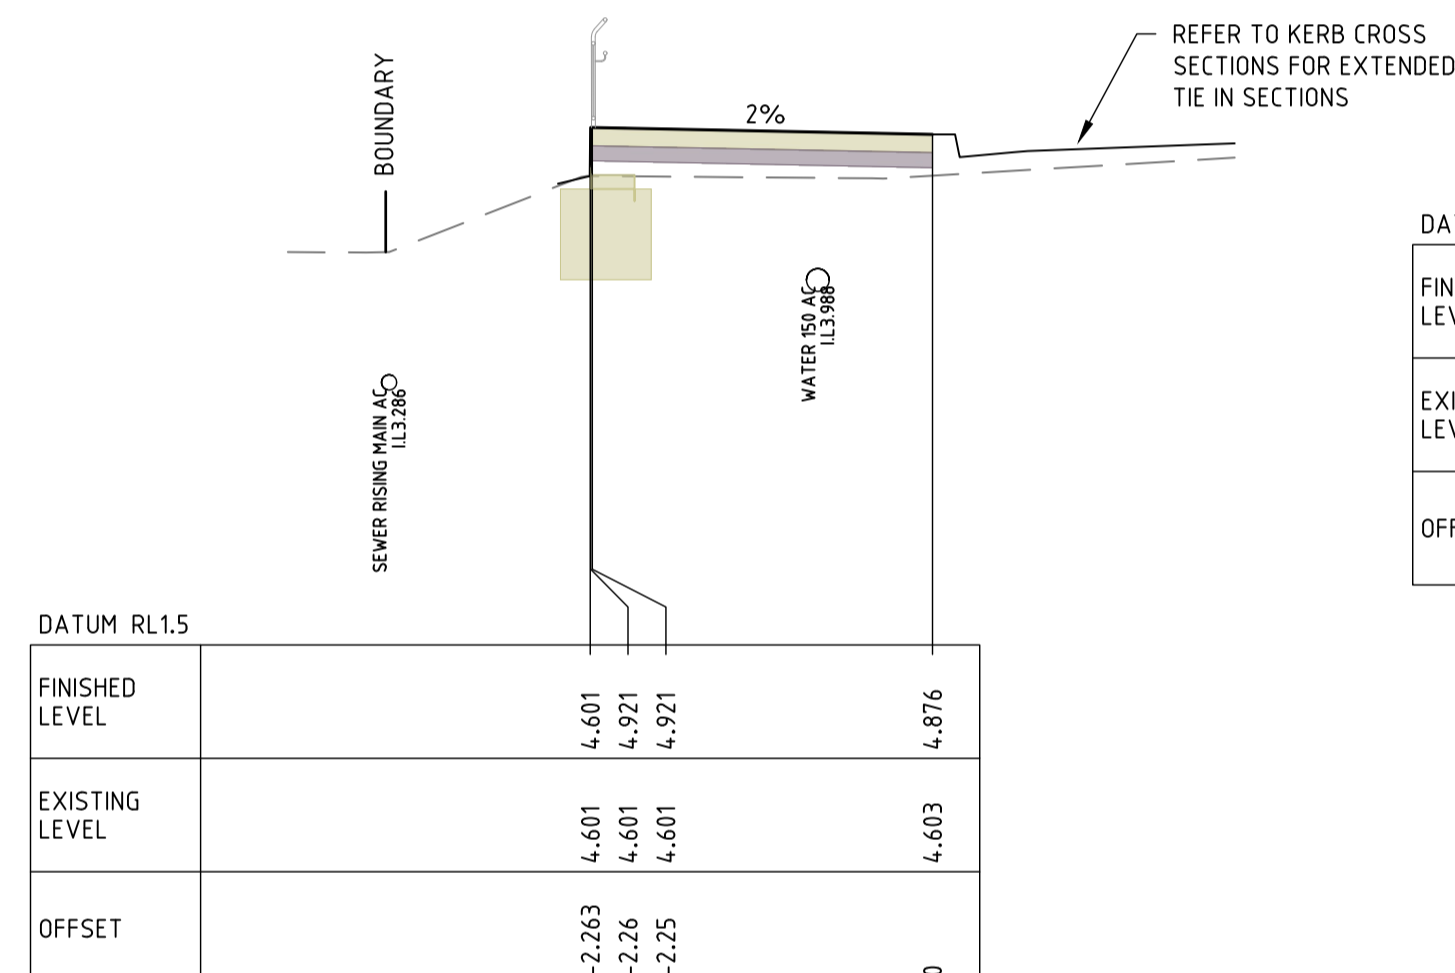 REFER TO KERB CROSS
SECTIONS FOR EXTENDED
TIE IN SECTIONS
BOUNDARY
2%
WATER 150 AC
I.L3.988
SEWER RISING MAIN AC
I.L3.286
DATUM RL1.5
FINISHED
LEVEL
4.601
4.921
4.921
4.876
EXISTING
LEVEL
4.601
4.601
4.601
4.603
OFFSET
-2.263
-2.26
-2.25
0
DA
FIN
LEV
EXI
LEV
OFF